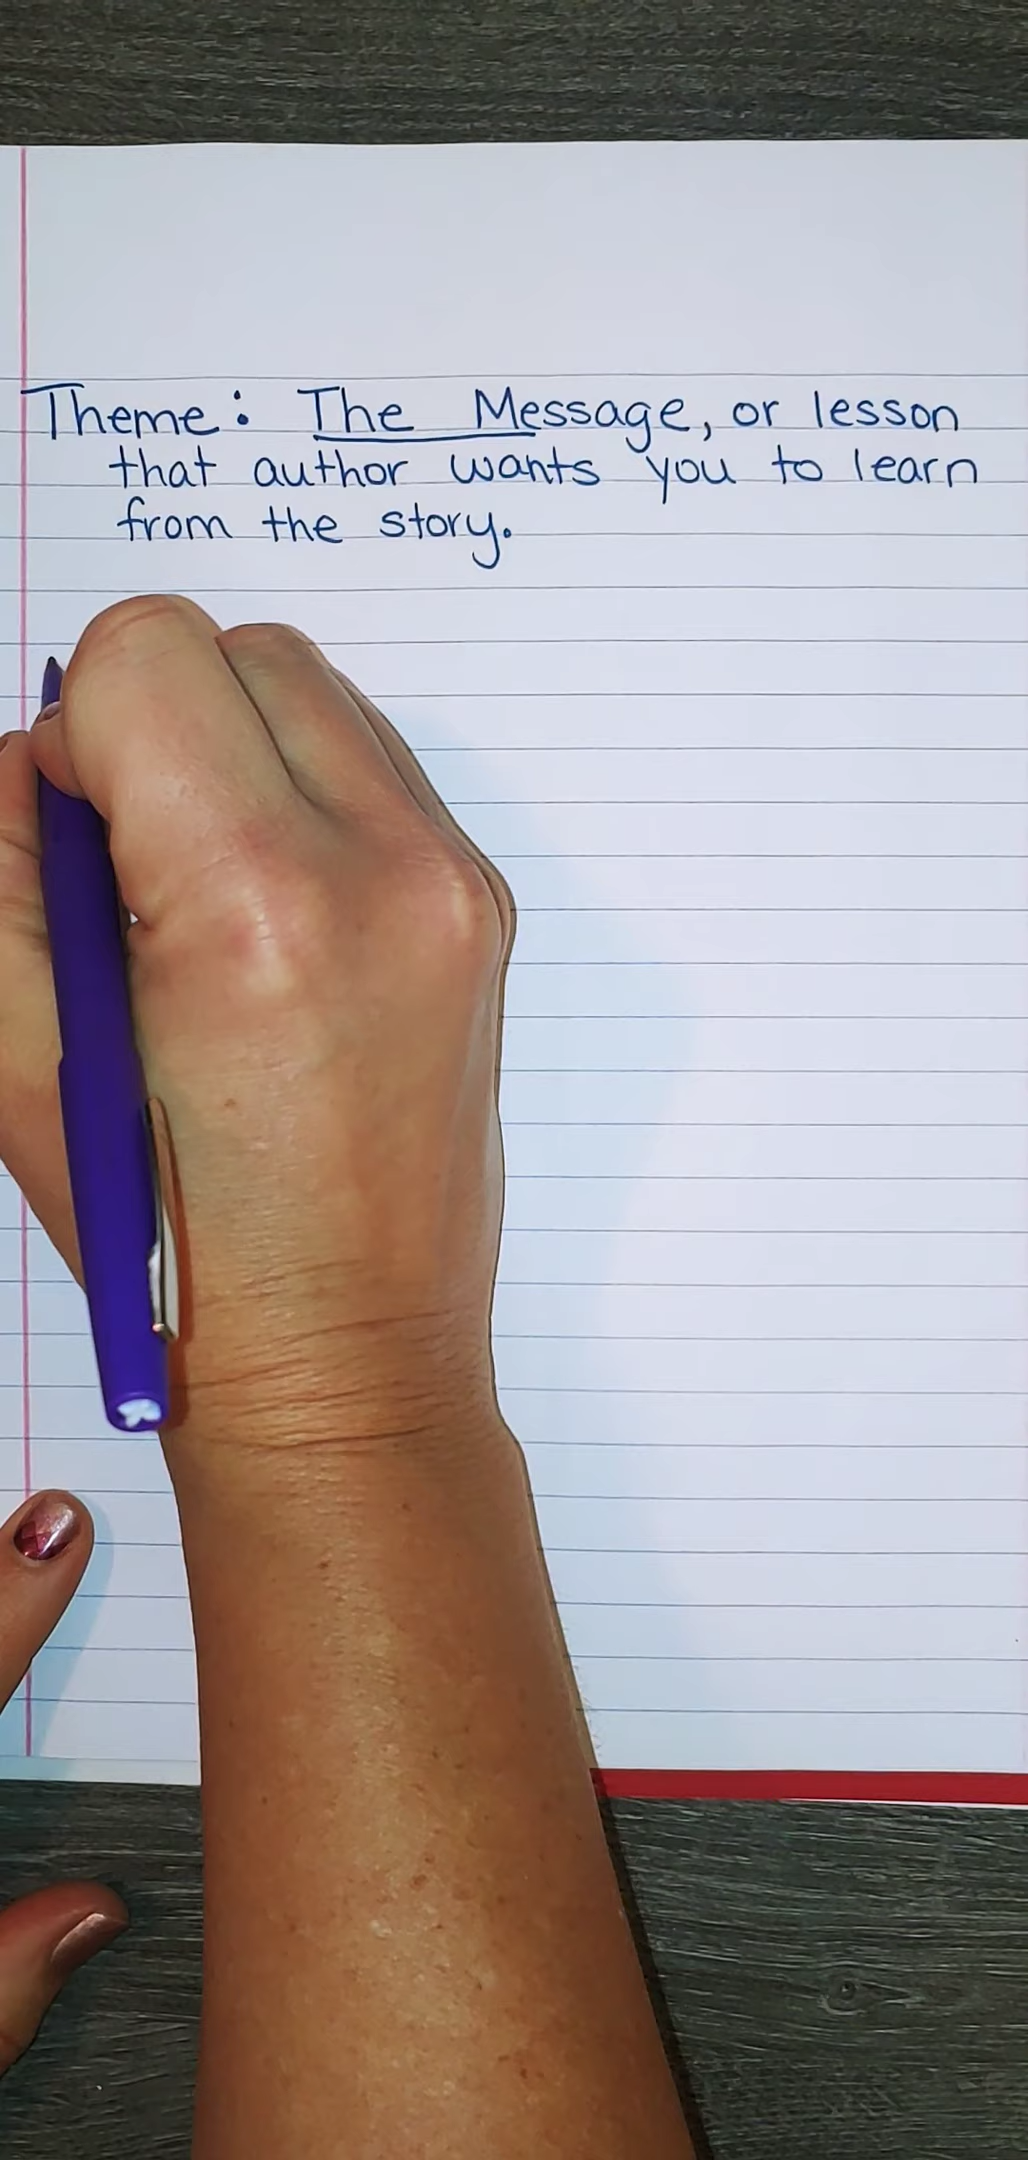 Theme: The Message, or lesson
that author wants you to learn
from the story.